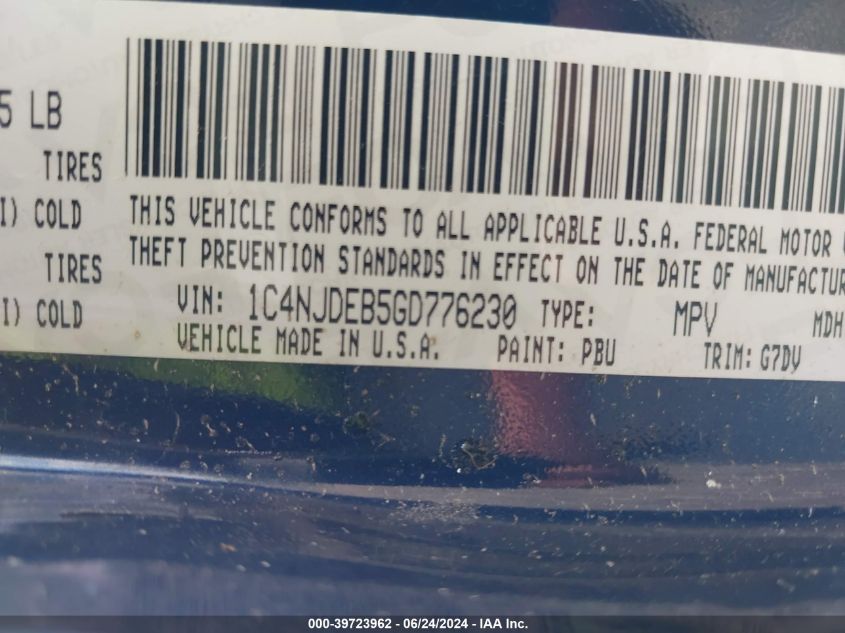 5 LB
TIRES
I) COLD
TIRES
I) COLD
THIS VEHICLE CONFORMS TO ALL APPLICABLE U.S.A. FEDERAL MOTOR V
THEFT PREVENTION STANDARDS IN EFFECT ON THE DATE OF MANUFACTUR
VIN: 1C4NJDEB5GD776230 TYPE: MPV MDH
VEHICLE MADE IN U.S.A. PAINT: PBU TRIM: G7DV
000-39723962 - 06/24/2024 - IAA Inc.